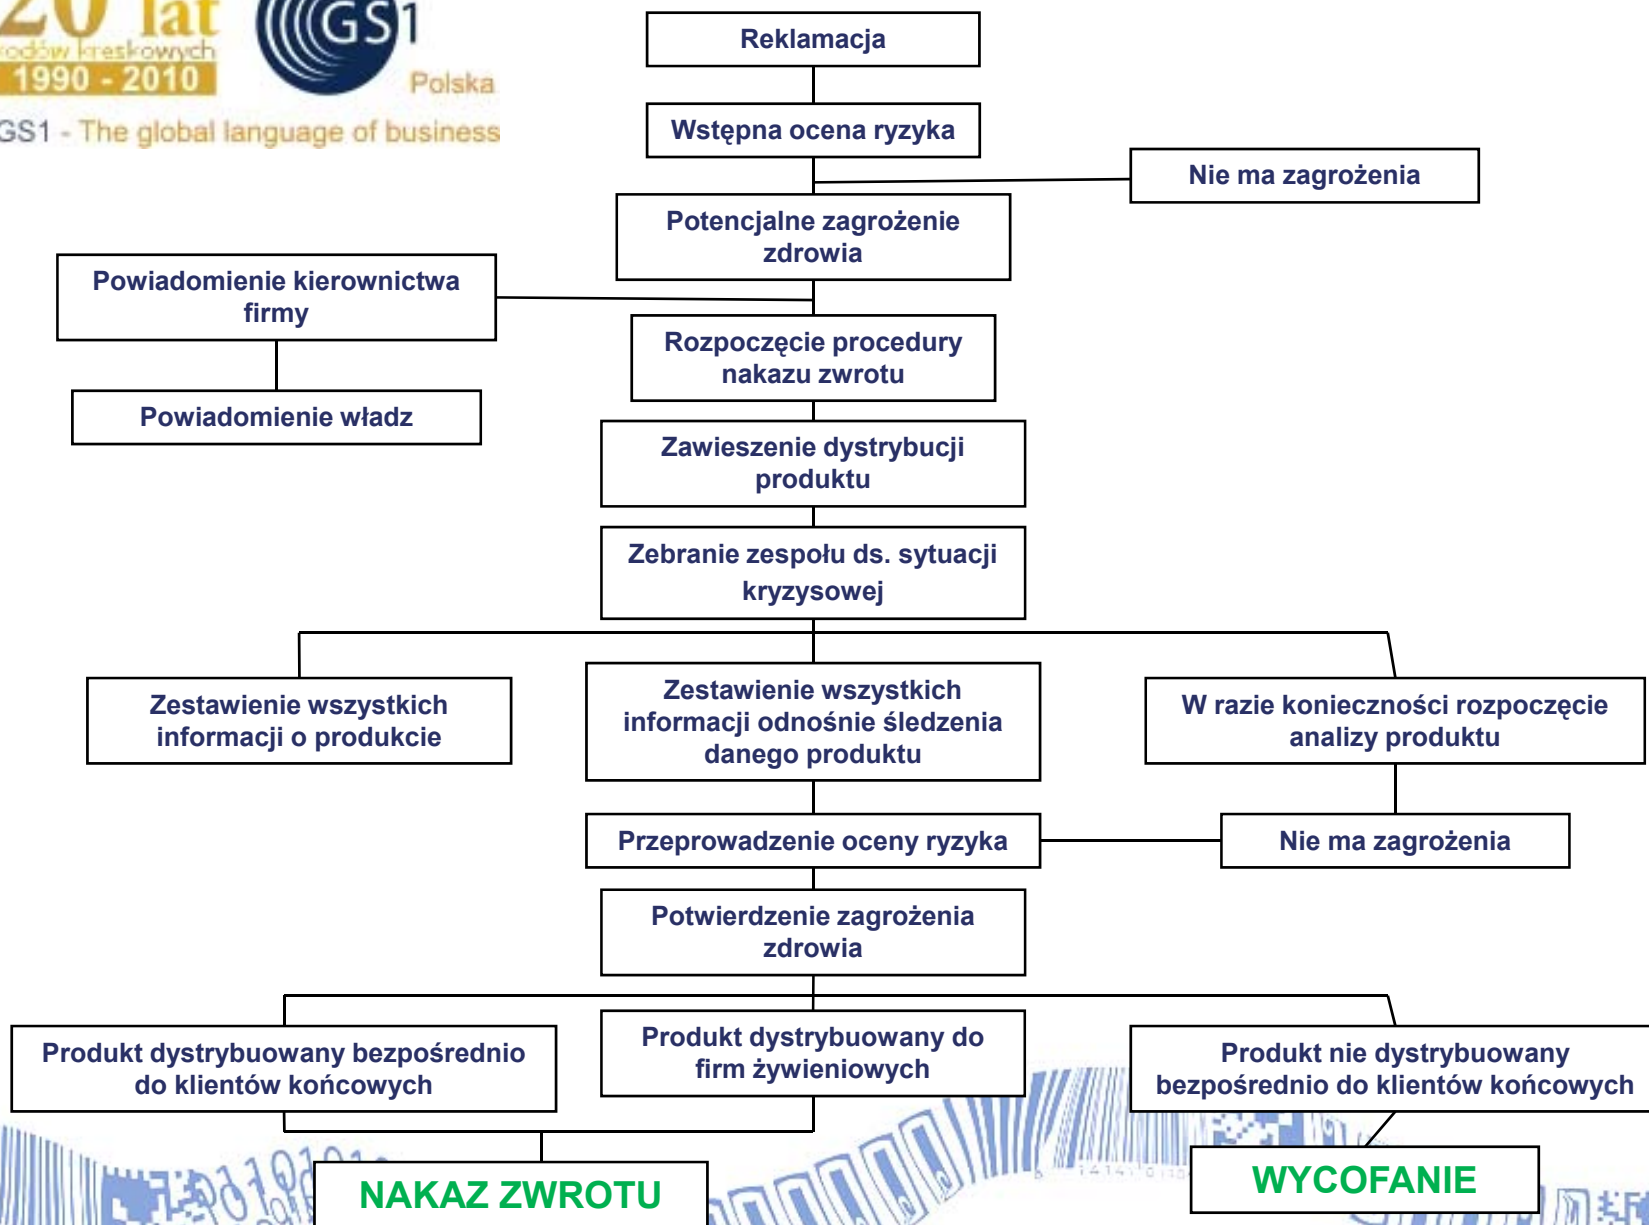 20 lat
kodów kreskowych
1990 - 2010
GS1
Polska
GS1 - The global language of business
Reklamacja
Wstępna ocena ryzyka
Nie ma zagrożenia
Potencjalne zagrożenie
zdrowia
Powiadomienie kierownictwa
firmy
Rozpoczęcie procedury
nakazu zwrotu
Powiadomienie władz
Zawieszenie dystrybucji
produktu
Zebranie zespołu ds. sytuacji
kryzysowej
Zestawienie wszystkich
informacji o produkcie
Zestawienie wszystkich
informacji odnośnie śledzenia
danego produktu
W razie konieczności rozpoczęcie
analizy produktu
Przeprowadzenie oceny ryzyka
Nie ma zagrożenia
Potwierdzenie zagrożenia
zdrowia
Produkt dystrybuowany bezpośrednio
do klientów końcowych
Produkt dystrybuowany do
firm żywieniowych
Produkt nie dystrybuowany
bezpośrednio do klientów końcowych
NAKAZ ZWROTU
WYCOFANIE